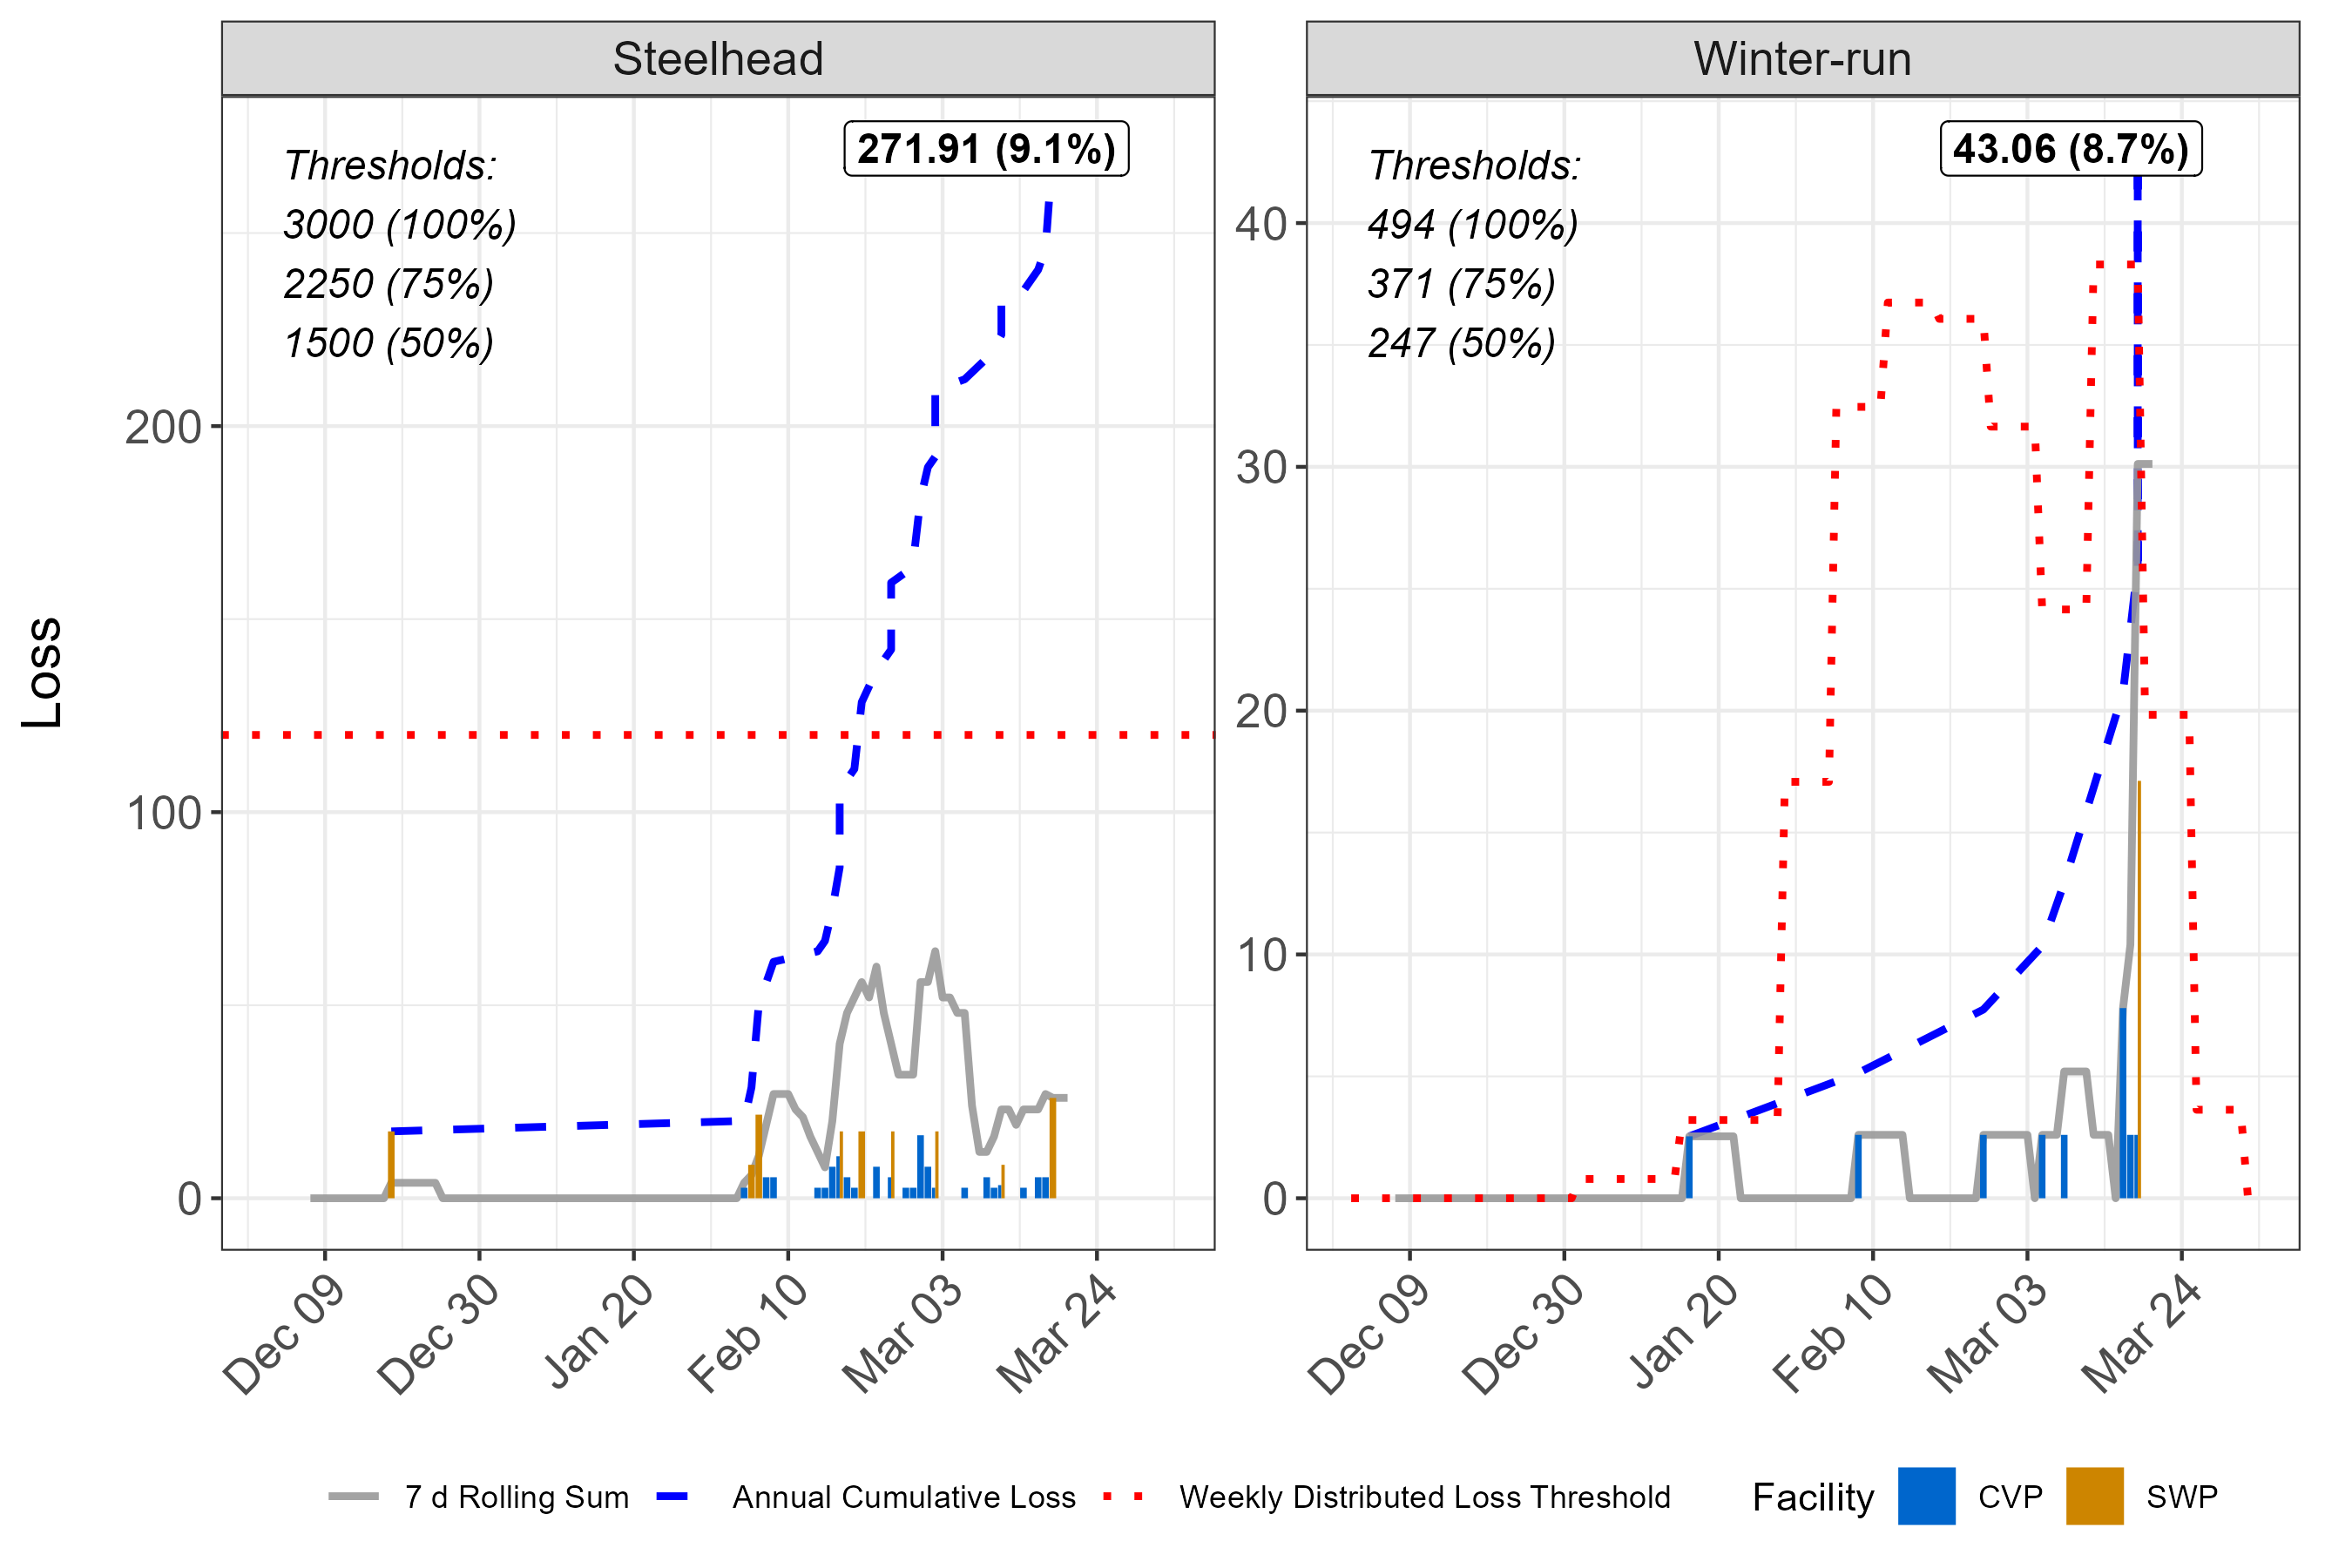 Steelhead
Winter-run
271.91 (9.1%)
Thresholds:
3000 (100%)
2250 (75%)
1500 (50%)
43.06 (8.7%)
Thresholds:
494 (100%)
371 (75%)
247 (50%)
Loss
200
100
0
40
30
20
10
0
Dec 09
Dec 30
Jan 20
Feb 10
Mar 03
Mar 24
Dec 09
Dec 30
Jan 20
Feb 10
Mar 03
Mar 24
7 d Rolling Sum
Annual Cumulative Loss
Weekly Distributed Loss Threshold
Facility
CVP
SWP